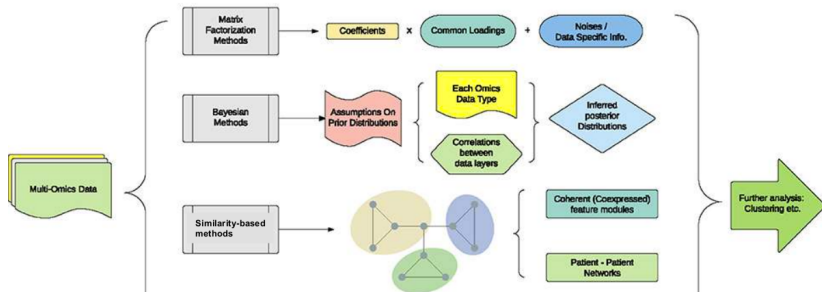 Matrix
Factorization
Methods
Coefficients
x
Common Loadings
+
Noises /
Data Specific Info.
Bayesian
Methods
Assumptions On
Prior Distributions
Each Omics
Data Type
Correlations
between
data layers
Inferred
posterior
Distributions
Multi-Omics Data
Similarity-based
methods
Coherent (Coexpressed)
feature modules
Patient - Patient
Networks
Further analysis:
Clustering etc.